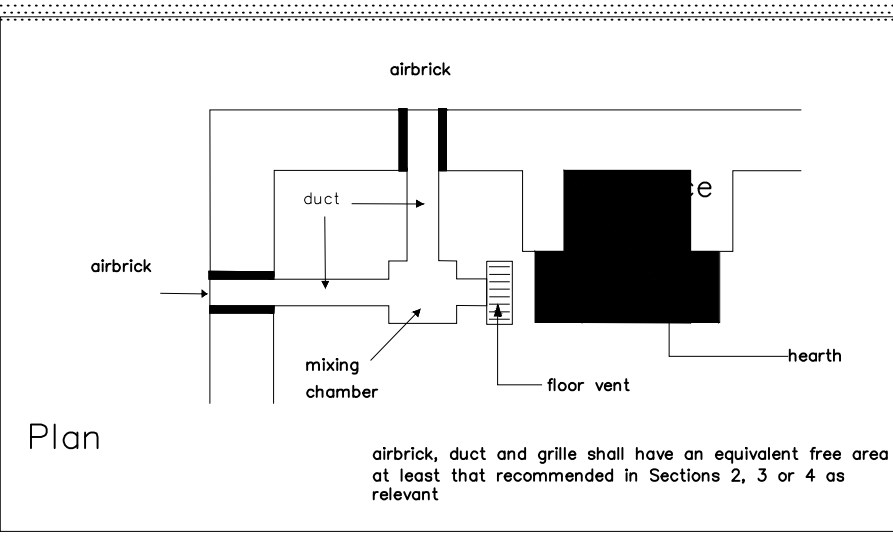 airbrick
duct
airbrick
mixing
chamber
hearth
floor vent
Plan
airbrick, duct and grille shall have an equivalent free area
at least that recommended in Sections 2, 3 or 4 as
relevant